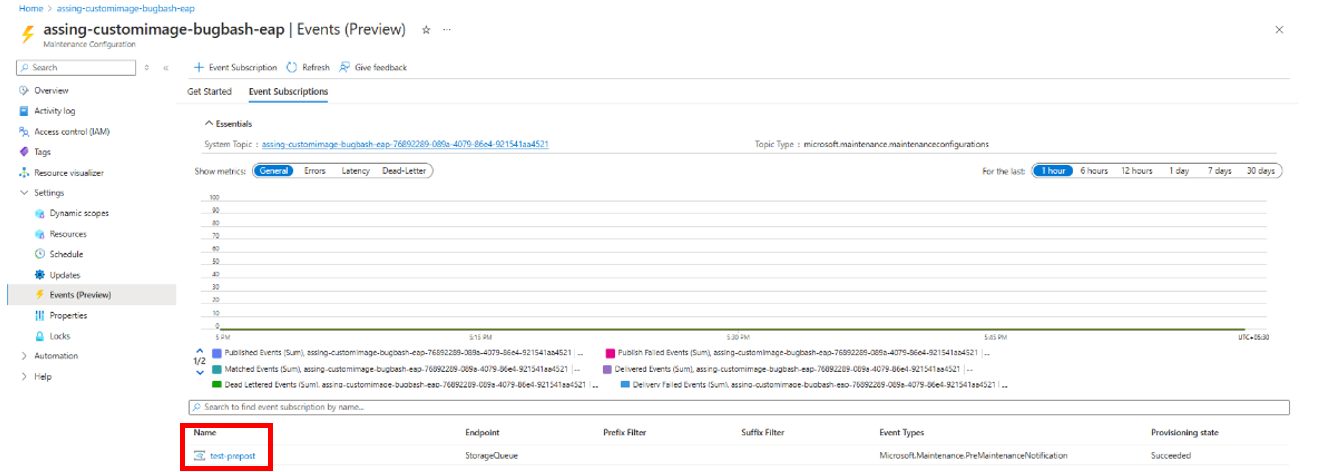 Home > assing-customimage-bugbash-eap
assing-customimage-bugbash-eap | Events (Preview) ☆ ···
Maintenance Configuration
Search
+ Event Subscription Refresh Give feedback
Overview
Activity log
Access control (IAM)
Tags
Resource visualizer
Settings
Dynamic scopes
Resources
Schedule
Updates
Events (Preview)
Properties
Locks
Automation
Help
Get Started Event Subscriptions
Essentials
System Topic : assing-customimage-bugbash-eap-76892289-089a-4079-86e4-921541aa4521 Topic Type : microsoft.maintenance.maintenanceconfigurations
Show metrics: General Errors Latency Dead-Letter For the last: 1 hour 6 hours 12 hours 1 day 7 days 30 days
100
90
80
70
60
50
40
30
20
10
0
5 PM 5:15 PM 5:30 PM 5:45 PM UTC+05:30
1/2
Published Events (Sum), assing-customimage-bugbash-eap-76892289-089a-4079-86e4-921541aa4521 | ... Publish Failed Events (Sum), assing-customimage-bugbash-eap-76892289-089a-4079-86e4-921541aa4521 | ...
Matched Events (Sum), assing-customimage-bugbash-eap-76892289-089a-4079-86e4-921541aa4521 | ... Delivered Events (Sum), assing-customimage-bugbash-eap-76892289-089a-4079-86e4-921541aa4521 | ...
Dead Lettered Events (Sum), assing-customimage-bugbash-eap-76892289-089a-4079-86e4-921541aa4521 | ... Delivery Failed Events (Sum), assing-customimage-bugbash-eap-76892289-089a-4079-86e4-921541aa4521 | ...
Search to find event subscription by name...
Name Endpoint Prefix Filter Suffix Filter Event Types Provisioning state
test-prepost StorageQueue Microsoft.Maintenance.PreMaintenanceNotification Succeeded